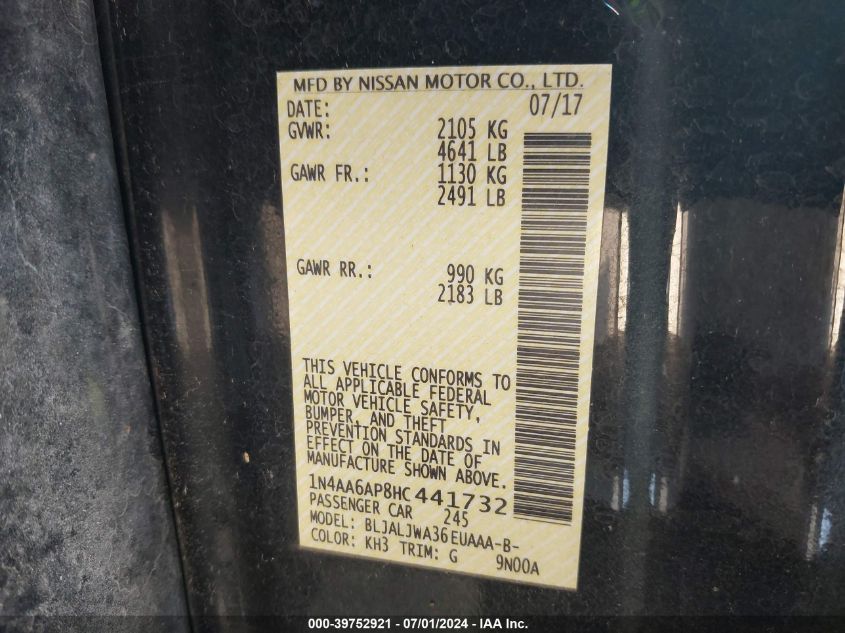 MFD BY NISSAN MOTOR CO., LTD.
DATE: 07/17
GVWR: 2105 KG
4641 LB
GAWR FR.: 1130 KG
2491 LB
GAWR RR.: 990 KG
2183 LB
THIS VEHICLE CONFORMS TO
ALL APPLICABLE FEDERAL
MOTOR VEHICLE SAFETY,
BUMPER, AND THEFT
PREVENTION STANDARDS IN
EFFECT ON THE DATE OF
MANUFACTURE SHOWN ABOVE.
1N4AA6AP8HC441732
PASSENGER CAR 245
MODEL: BLJALJWA36EUAAA-B-
COLOR: KH3 TRIM: G 9N00A
000-39752921 - 07/01/2024 - IAA Inc.